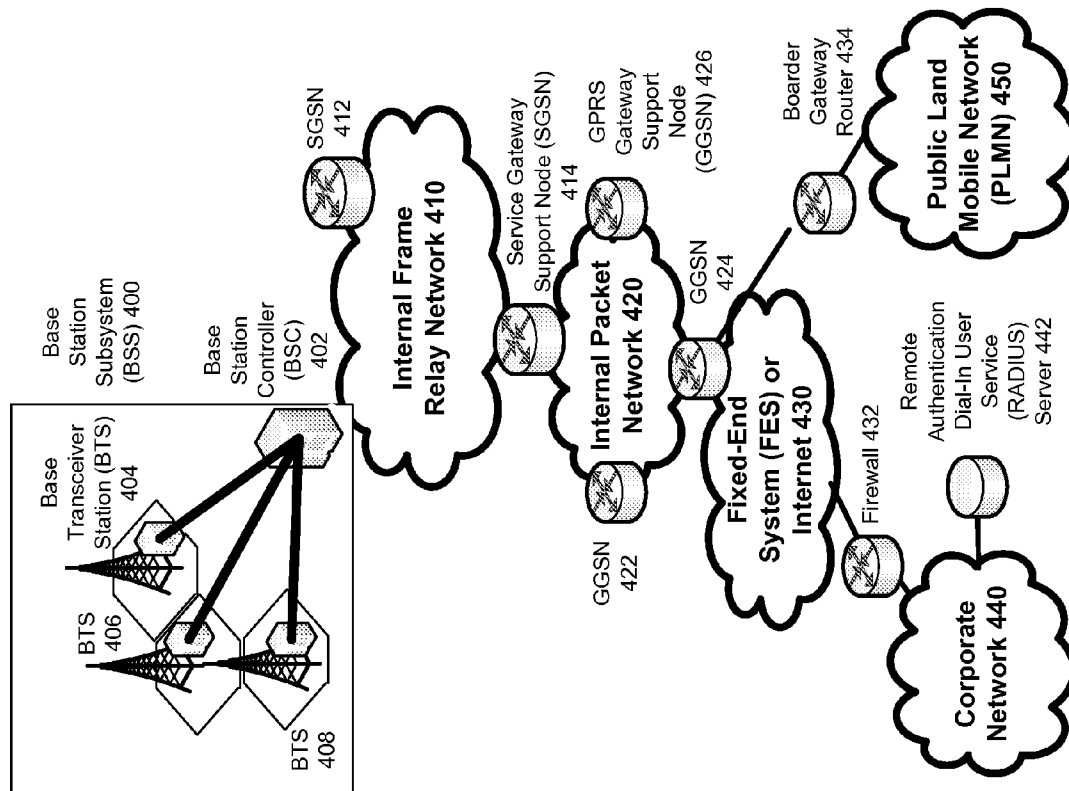 Base
Station
Subsystem
(BSS) 400
Base
Transceiver
Station (BTS)
404
BTS
406
BTS
408
Base
Station
Controller
(BSC)
402
SGSN
412
Internal Frame
Relay Network 410
Service Gateway
Support Node (SGSN)
414
GPRS
Gateway
Support
Node
(GGSN) 426
Internal Packet
Network 420
GGSN
422
GGSN
424
Boarder
Gateway
Router 434
Fixed-End
System (FES) or
Internet 430
Public Land
Mobile Network
(PLMN) 450
Firewall 432
Remote
Authentication
Dial-In User
Service
(RADIUS)
Server 442
Corporate
Network 440